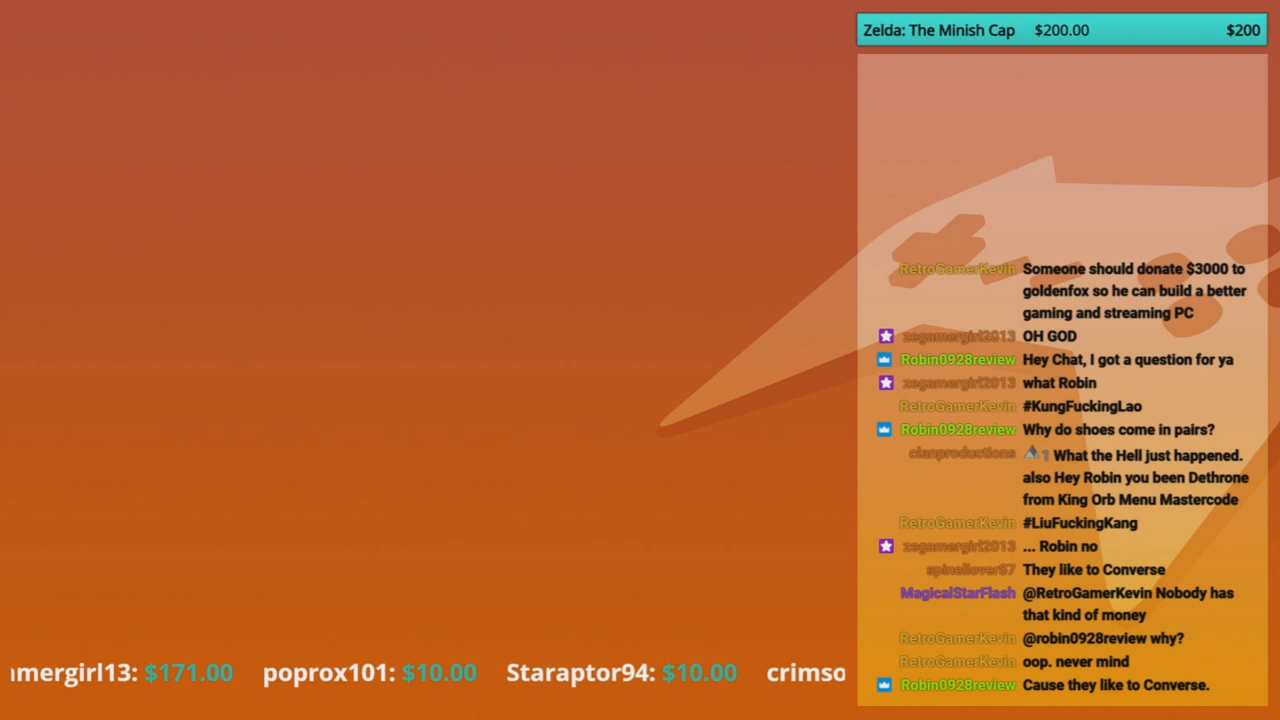 Zelda: The Minish Cap $200.00 $200
RetroGamerKevin Someone should donate $3000 to
goldenfox so he can build a better
gaming and streaming PC
zegamergirl2013 OH GOD
Robin0928review Hey Chat, I got a question for ya
zegamergirl2013 what Robin
RetroGamerKevin #KungFuckingLao
Robin0928review Why do shoes come in pairs?
clanproductions 1 What the Hell just happened.
also Hey Robin you been Dethrone
from King Orb Menu Mastercode
RetroGamerKevin #LiuFuckingKang
zegamergirl2013 ... Robin no
spinellover87 They like to Converse
MagicalStarFlash @RetroGamerKevin Nobody has
that kind of money
RetroGamerKevin @robin0928review why?
RetroGamerKevin oop. never mind
Robin0928review Cause they like to Converse.
amergirl13: $171.00 poprox101: $10.00 Staraptor94: $10.00 crimso